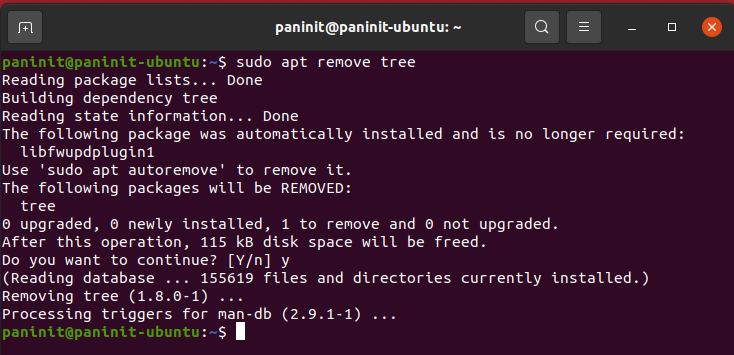 paninit@paninit-ubuntu: ~
paninit@paninit-ubuntu:~$ sudo apt remove tree
Reading package lists... Done
Building dependency tree
Reading state information... Done
The following package was automatically installed and is no longer required:
  libfwupdplugin1
Use 'sudo apt autoremove' to remove it.
The following packages will be REMOVED:
  tree
0 upgraded, 0 newly installed, 1 to remove and 0 not upgraded.
After this operation, 115 kB disk space will be freed.
Do you want to continue? [Y/n] y
(Reading database ... 155619 files and directories currently installed.)
Removing tree (1.8.0-1) ...
Processing triggers for man-db (2.9.1-1) ...
paninit@paninit-ubuntu:~$